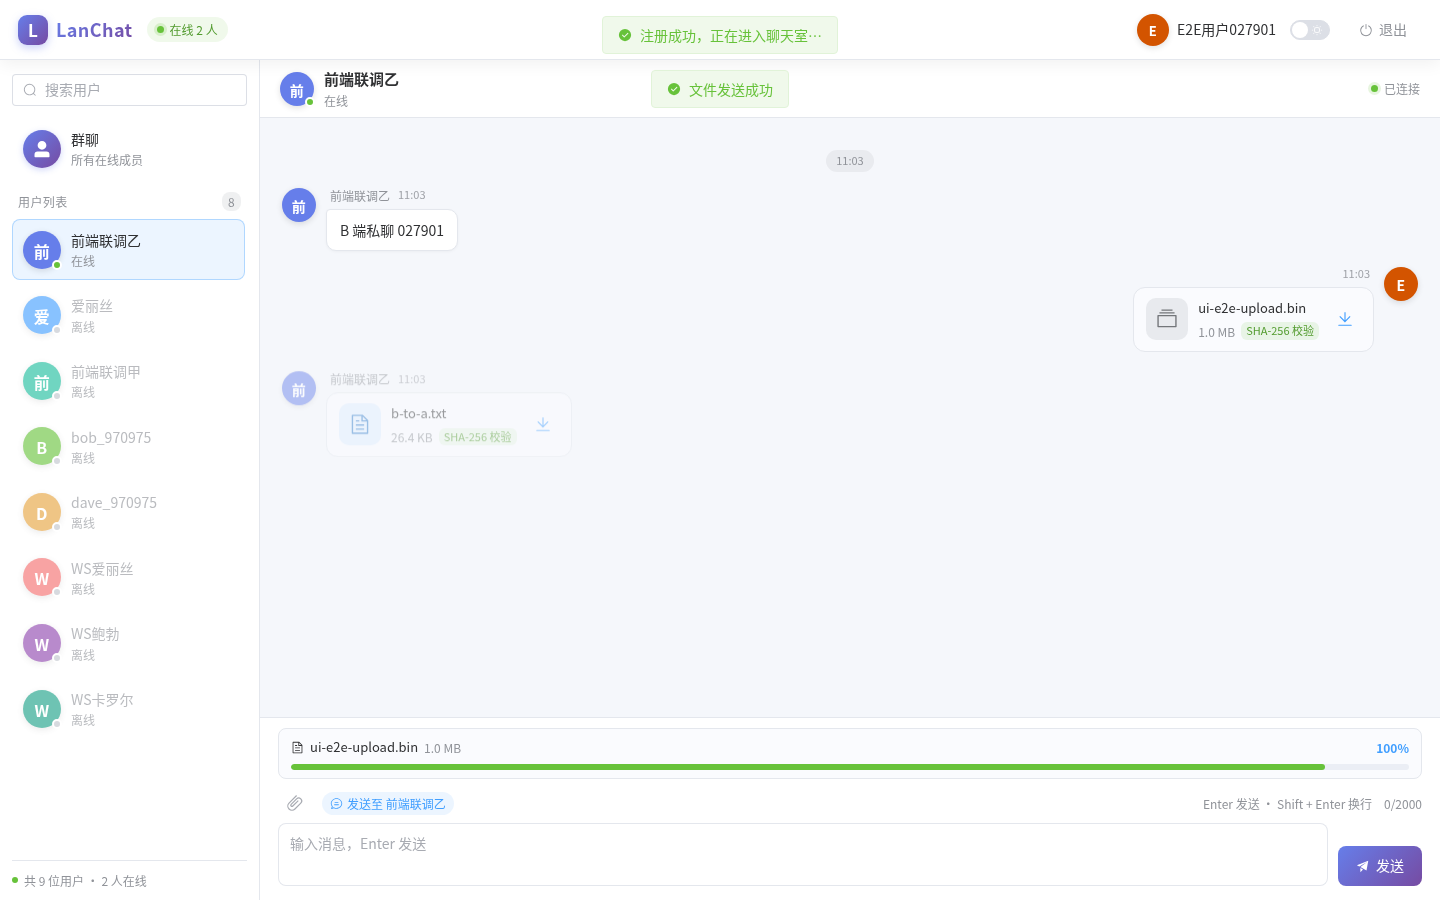 L LanChat 在线 2 人
注册成功，正在进入聊天室…
E E2E用户027901 退出
搜索用户
群聊
所有在线成员
用户列表 8
前 前端联调乙
在线
爱 爱丽丝
离线
前 前端联调甲
离线
B bob_970975
离线
D dave_970975
离线
W WS爱丽丝
离线
W WS鲍勃
离线
W WS卡罗尔
离线
共 9 位用户 · 2 人在线
前 前端联调乙
在线
文件发送成功
已连接
11:03
前 前端联调乙 11:03
B 端私聊 027901
11:03 E
ui-e2e-upload.bin
1.0 MB SHA-256 校验
前 前端联调乙 11:03
b-to-a.txt
26.4 KB SHA-256 校验
ui-e2e-upload.bin 1.0 MB 100%
发送至 前端联调乙
Enter 发送 · Shift + Enter 换行 0/2000
输入消息，Enter 发送
发送